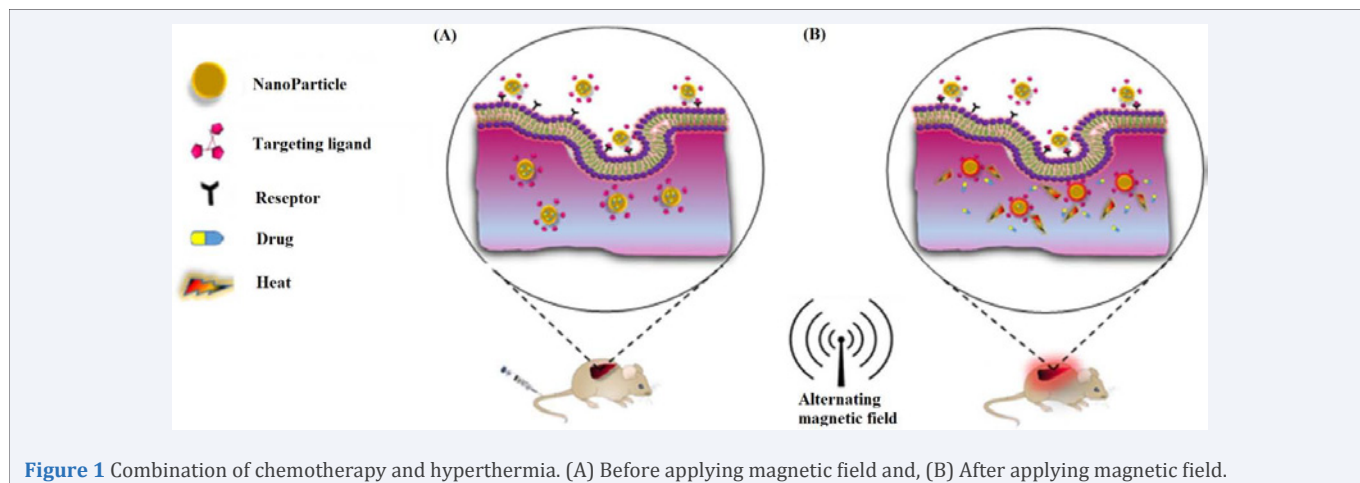 (A)
(B)
NanoParticle
Targeting ligand
Reseptor
Drug
Heat
Alternating
magnetic field
Figure 1 Combination of chemotherapy and hyperthermia. (A) Before applying magnetic field and, (B) After applying magnetic field.